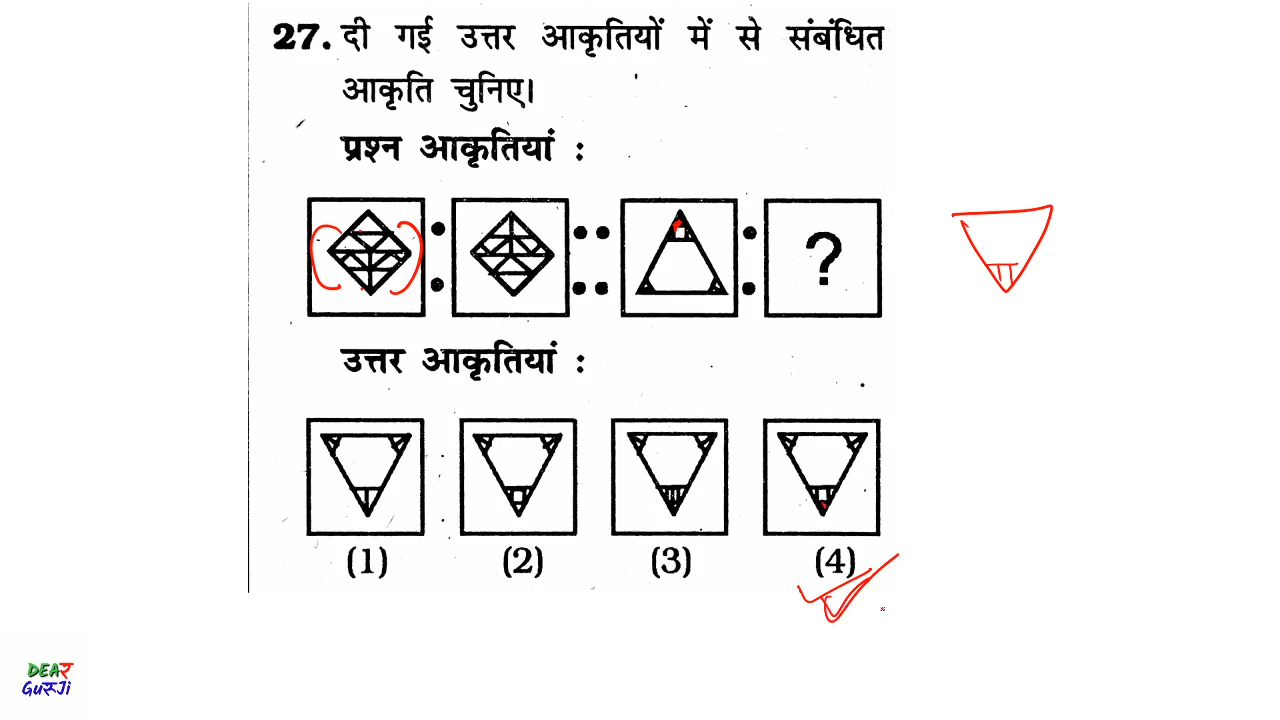 27. दी गई उत्तर आकृतियों में से संबंधित
आकृति चुनिए।
प्रश्न आकृतियां :
: :: : ?
उत्तर आकृतियां :
(1) (2) (3) (4)
DEAR
GuruJi